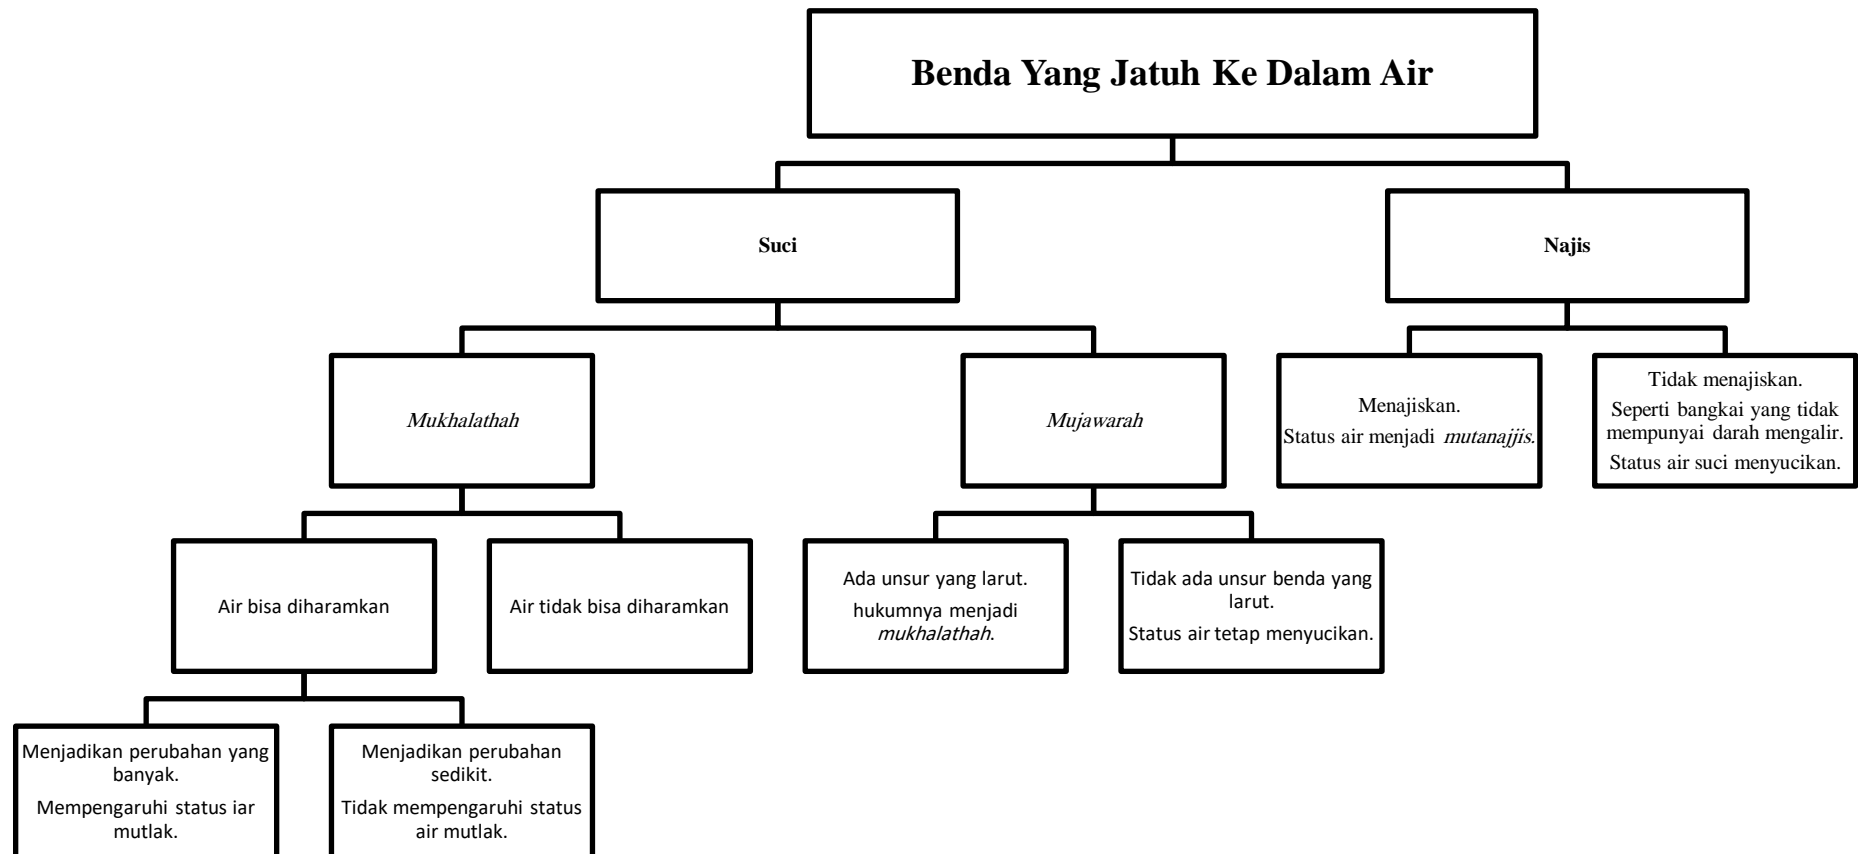 Benda Yang Jatuh Ke Dalam Air
Suci
Najis
Mukhalathah
Mujawarah
Menajiskan.
Status air menjadi mutanajjis.
Tidak menajiskan.
Seperti bangkai yang tidak
mempunyai darah mengalir.
Status air suci menyucikan.
Air bisa diharamkan
Air tidak bisa diharamkan
Ada unsur yang larut.
hukumnya menjadi
mukhalathah.
Tidak ada unsur benda yang
larut.
Status air tetap menyucikan.
Menjadikan perubahan yang
banyak.
Mempengaruhi status iar
mutlak.
Menjadikan perubahan
sedikit.
Tidak mempengaruhi status
air mutlak.